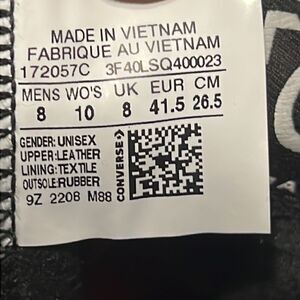 MADE IN VIETNAM
FABRIQUE AU VIETNAM
172057C 3F40LSQ400023
MENS WO'S UK EUR CM
8 10 8 41.5 26.5
GENDER: UNISEX
UPPER: LEATHER
LINING: TEXTILE
OUTSOLE: RUBBER
9Z 2208 M88
CONVERSE